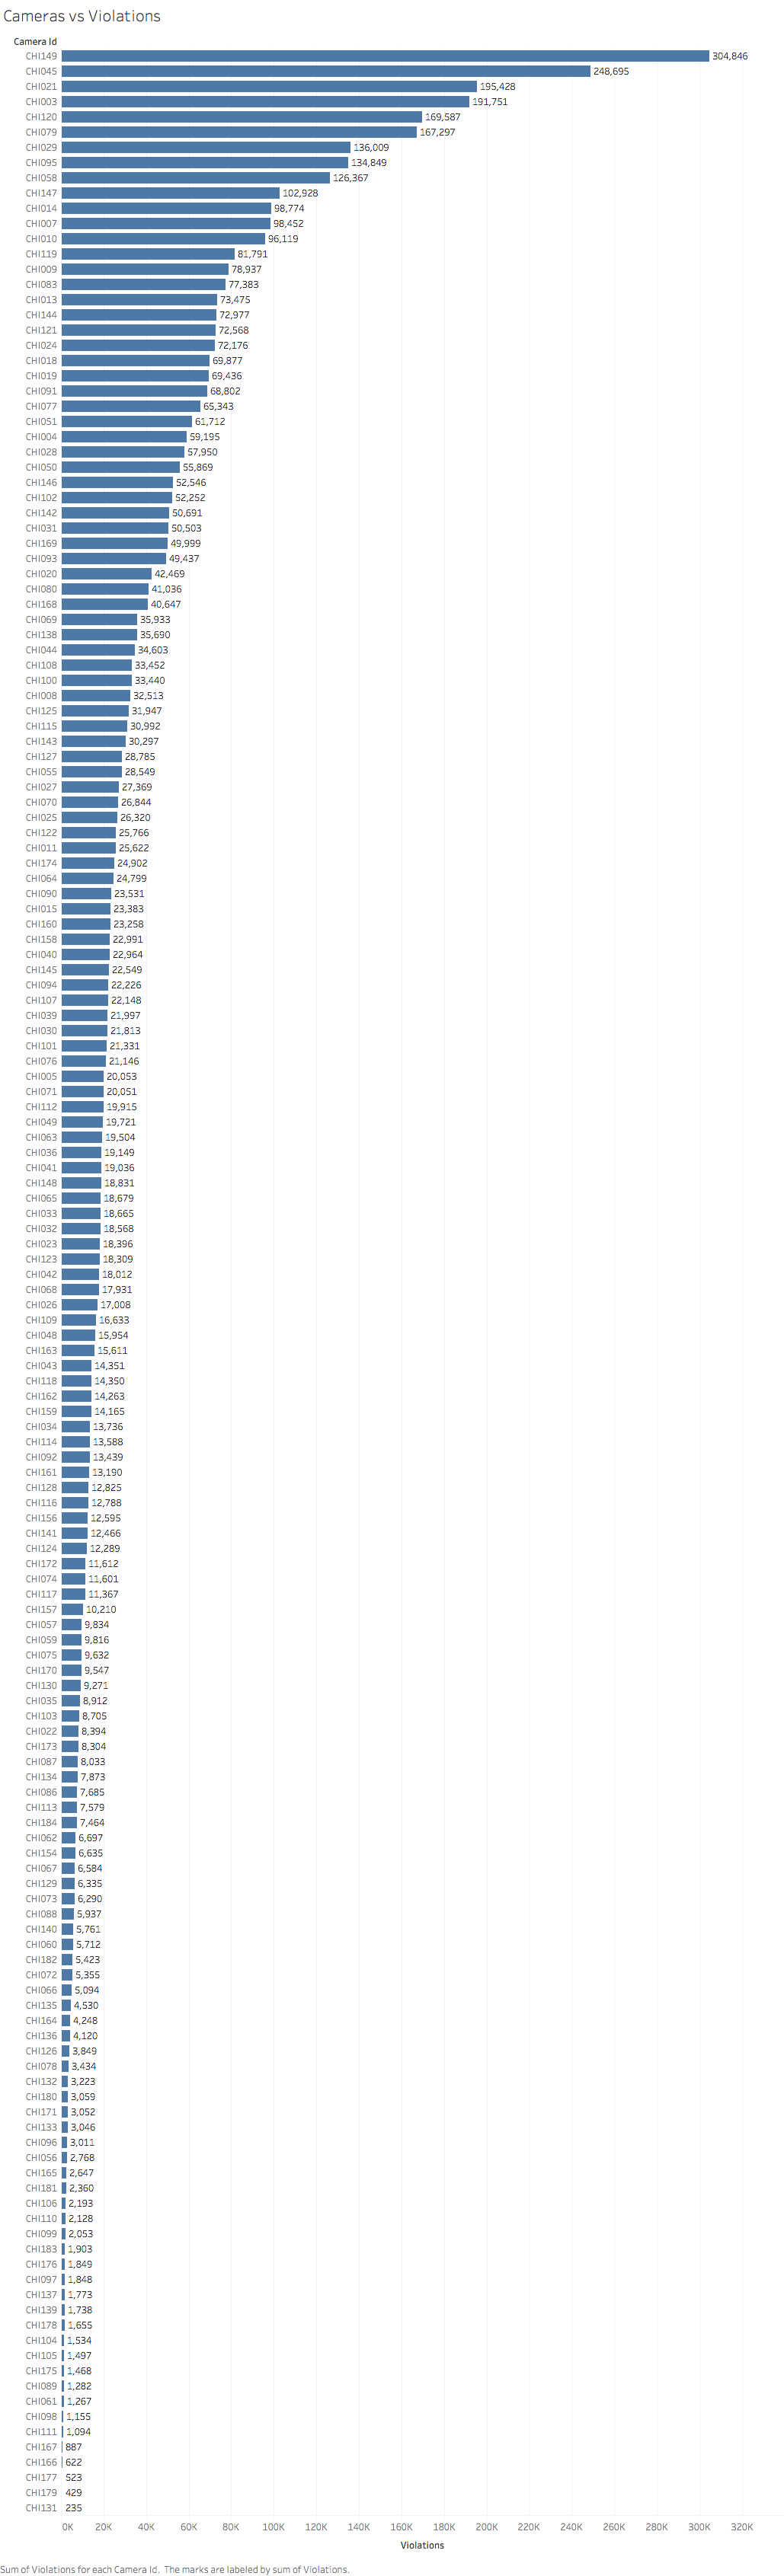 Cameras vs Violations
Camera Id
CHI149 304,846
CHI045 248,695
CHI021 195,428
CHI003 191,751
CHI120 169,587
CHI079 167,297
CHI029 136,009
CHI095 134,849
CHI058 126,367
CHI147 102,928
CHI014 98,774
CHI007 98,452
CHI010 96,119
CHI119 81,791
CHI009 78,937
CHI083 77,383
CHI013 73,475
CHI144 72,977
CHI121 72,568
CHI024 72,176
CHI018 69,877
CHI019 69,436
CHI091 68,802
CHI077 65,343
CHI051 61,712
CHI004 59,195
CHI028 57,950
CHI050 55,869
CHI146 52,546
CHI102 52,252
CHI142 50,691
CHI031 50,503
CHI169 49,999
CHI093 49,437
CHI020 42,469
CHI080 41,036
CHI168 40,647
CHI069 35,933
CHI138 35,690
CHI044 34,603
CHI108 33,452
CHI100 33,440
CHI008 32,513
CHI125 31,947
CHI115 30,992
CHI143 30,297
CHI127 28,785
CHI055 28,549
CHI027 27,369
CHI070 26,844
CHI025 26,320
CHI122 25,766
CHI011 25,622
CHI174 24,902
CHI064 24,799
CHI090 23,531
CHI015 23,383
CHI160 23,258
CHI158 22,991
CHI040 22,964
CHI145 22,549
CHI094 22,226
CHI107 22,148
CHI039 21,997
CHI030 21,813
CHI101 21,331
CHI076 21,146
CHI005 20,053
CHI071 20,051
CHI112 19,915
CHI049 19,721
CHI063 19,504
CHI036 19,149
CHI041 19,036
CHI148 18,831
CHI065 18,679
CHI033 18,665
CHI032 18,568
CHI023 18,396
CHI123 18,309
CHI042 18,012
CHI068 17,931
CHI026 17,008
CHI109 16,633
CHI048 15,954
CHI163 15,611
CHI043 14,351
CHI118 14,350
CHI162 14,263
CHI159 14,165
CHI034 13,736
CHI114 13,588
CHI092 13,439
CHI161 13,190
CHI128 12,825
CHI116 12,788
CHI156 12,595
CHI141 12,466
CHI124 12,289
CHI172 11,612
CHI074 11,601
CHI117 11,367
CHI157 10,210
CHI057 9,834
CHI059 9,816
CHI075 9,632
CHI170 9,547
CHI130 9,271
CHI035 8,912
CHI103 8,705
CHI022 8,394
CHI173 8,304
CHI087 8,033
CHI134 7,873
CHI086 7,685
CHI113 7,579
CHI184 7,464
CHI062 6,697
CHI154 6,635
CHI067 6,584
CHI129 6,335
CHI073 6,290
CHI088 5,937
CHI140 5,761
CHI060 5,712
CHI182 5,423
CHI072 5,355
CHI066 5,094
CHI135 4,530
CHI164 4,248
CHI136 4,120
CHI126 3,849
CHI078 3,434
CHI132 3,223
CHI180 3,059
CHI171 3,052
CHI133 3,046
CHI096 3,011
CHI056 2,768
CHI165 2,647
CHI181 2,360
CHI106 2,193
CHI110 2,128
CHI099 2,053
CHI183 1,903
CHI176 1,849
CHI097 1,848
CHI137 1,773
CHI139 1,738
CHI178 1,655
CHI104 1,534
CHI105 1,497
CHI175 1,468
CHI089 1,282
CHI061 1,267
CHI098 1,155
CHI111 1,094
CHI167 887
CHI166 622
CHI177 523
CHI179 429
CHI131 235
0K 20K 40K 60K 80K 100K 120K 140K 160K 180K 200K 220K 240K 260K 280K 300K 320K
Violations
Sum of Violations for each Camera Id. The marks are labeled by sum of Violations.